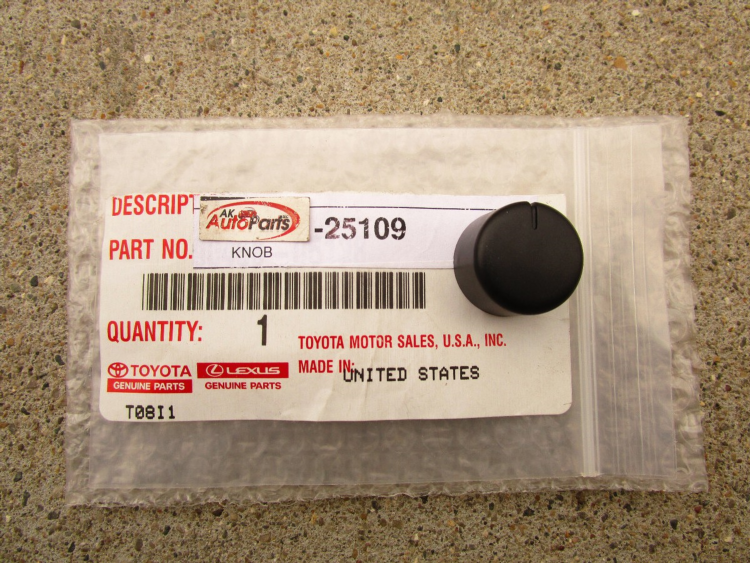 DESCRIPT
AK
AutoParts
PART NO. -25109
KNOB
QUANTITY: 1
TOYOTA MOTOR SALES, U.S.A., INC.
MADE IN: UNITED STATES
TOYOTA LEXUS
GENUINE PARTS GENUINE PARTS
T08I1